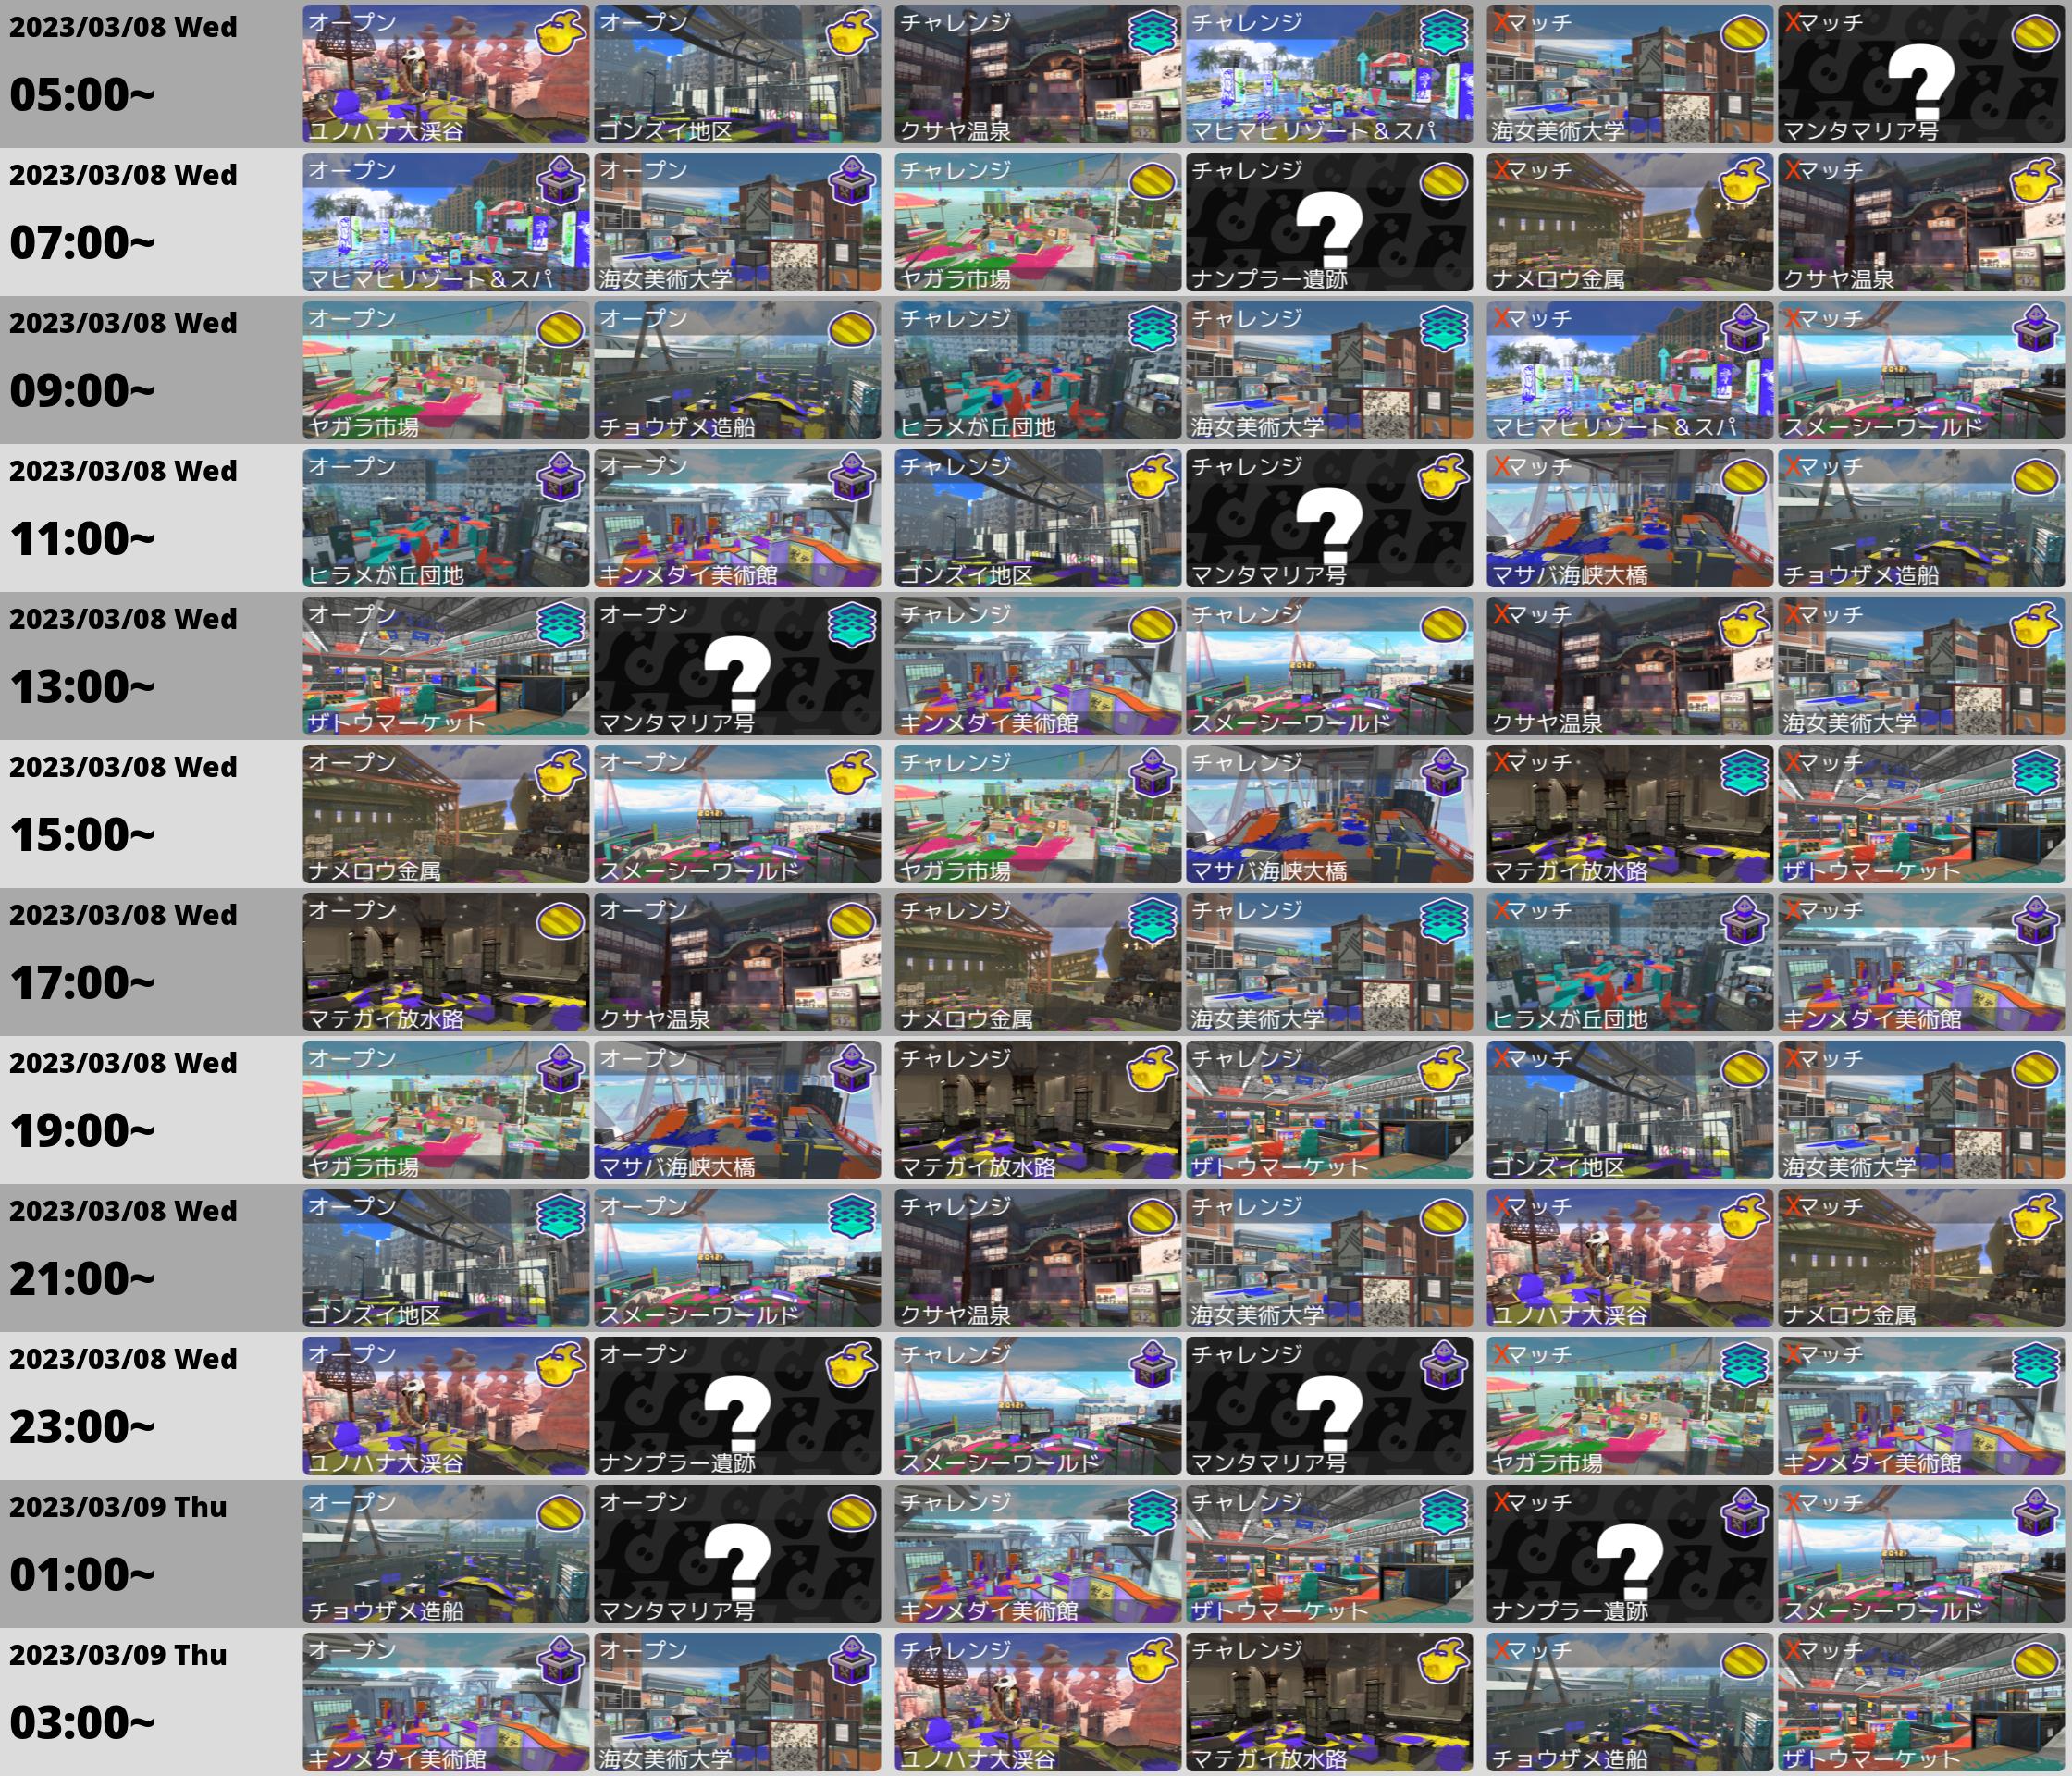 2023/03/08 Wed
05:00~
オープン オープン チャレンジ チャレンジ Xマッチ Xマッチ
ユノハナ大渓谷 ゴンズイ地区 クサヤ温泉 マヒマヒリゾート＆スパ 海女美術大学 マンタマリア号
2023/03/08 Wed
07:00~
オープン オープン チャレンジ チャレンジ Xマッチ Xマッチ
マヒマヒリゾート＆スパ 海女美術大学 ヤガラ市場 ナンプラー遺跡 ナメロウ金属 クサヤ温泉
2023/03/08 Wed
09:00~
オープン オープン チャレンジ チャレンジ Xマッチ Xマッチ
ヤガラ市場 チョウザメ造船 ヒラメが丘団地 海女美術大学 マヒマヒリゾート＆スパ スメーシーワールド
2023/03/08 Wed
11:00~
オープン オープン チャレンジ チャレンジ Xマッチ Xマッチ
ヒラメが丘団地 キンメダイ美術館 ゴンズイ地区 マンタマリア号 マサバ海峡大橋 チョウザメ造船
2023/03/08 Wed
13:00~
オープン オープン チャレンジ チャレンジ Xマッチ Xマッチ
ザトウマーケット マンタマリア号 キンメダイ美術館 スメーシーワールド クサヤ温泉 海女美術大学
2023/03/08 Wed
15:00~
オープン オープン チャレンジ チャレンジ Xマッチ Xマッチ
ナメロウ金属 スメーシーワールド ヤガラ市場 マサバ海峡大橋 マテガイ放水路 ザトウマーケット
2023/03/08 Wed
17:00~
オープン オープン チャレンジ チャレンジ Xマッチ Xマッチ
マテガイ放水路 クサヤ温泉 ナメロウ金属 海女美術大学 ヒラメが丘団地 キンメダイ美術館
2023/03/08 Wed
19:00~
オープン オープン チャレンジ チャレンジ Xマッチ Xマッチ
ヤガラ市場 マサバ海峡大橋 マテガイ放水路 ザトウマーケット ゴンズイ地区 海女美術大学
2023/03/08 Wed
21:00~
オープン オープン チャレンジ チャレンジ Xマッチ Xマッチ
ゴンズイ地区 スメーシーワールド クサヤ温泉 海女美術大学 ユノハナ大渓谷 ナメロウ金属
2023/03/08 Wed
23:00~
オープン オープン チャレンジ チャレンジ Xマッチ Xマッチ
ユノハナ大渓谷 ナンプラー遺跡 スメーシーワールド マンタマリア号 ヤガラ市場 キンメダイ美術館
2023/03/09 Thu
01:00~
オープン オープン チャレンジ チャレンジ Xマッチ Xマッチ
チョウザメ造船 マンタマリア号 キンメダイ美術館 ザトウマーケット ナンプラー遺跡 スメーシーワールド
2023/03/09 Thu
03:00~
オープン オープン チャレンジ チャレンジ Xマッチ Xマッチ
キンメダイ美術館 海女美術大学 ユノハナ大渓谷 マテガイ放水路 チョウザメ造船 ザトウマーケット